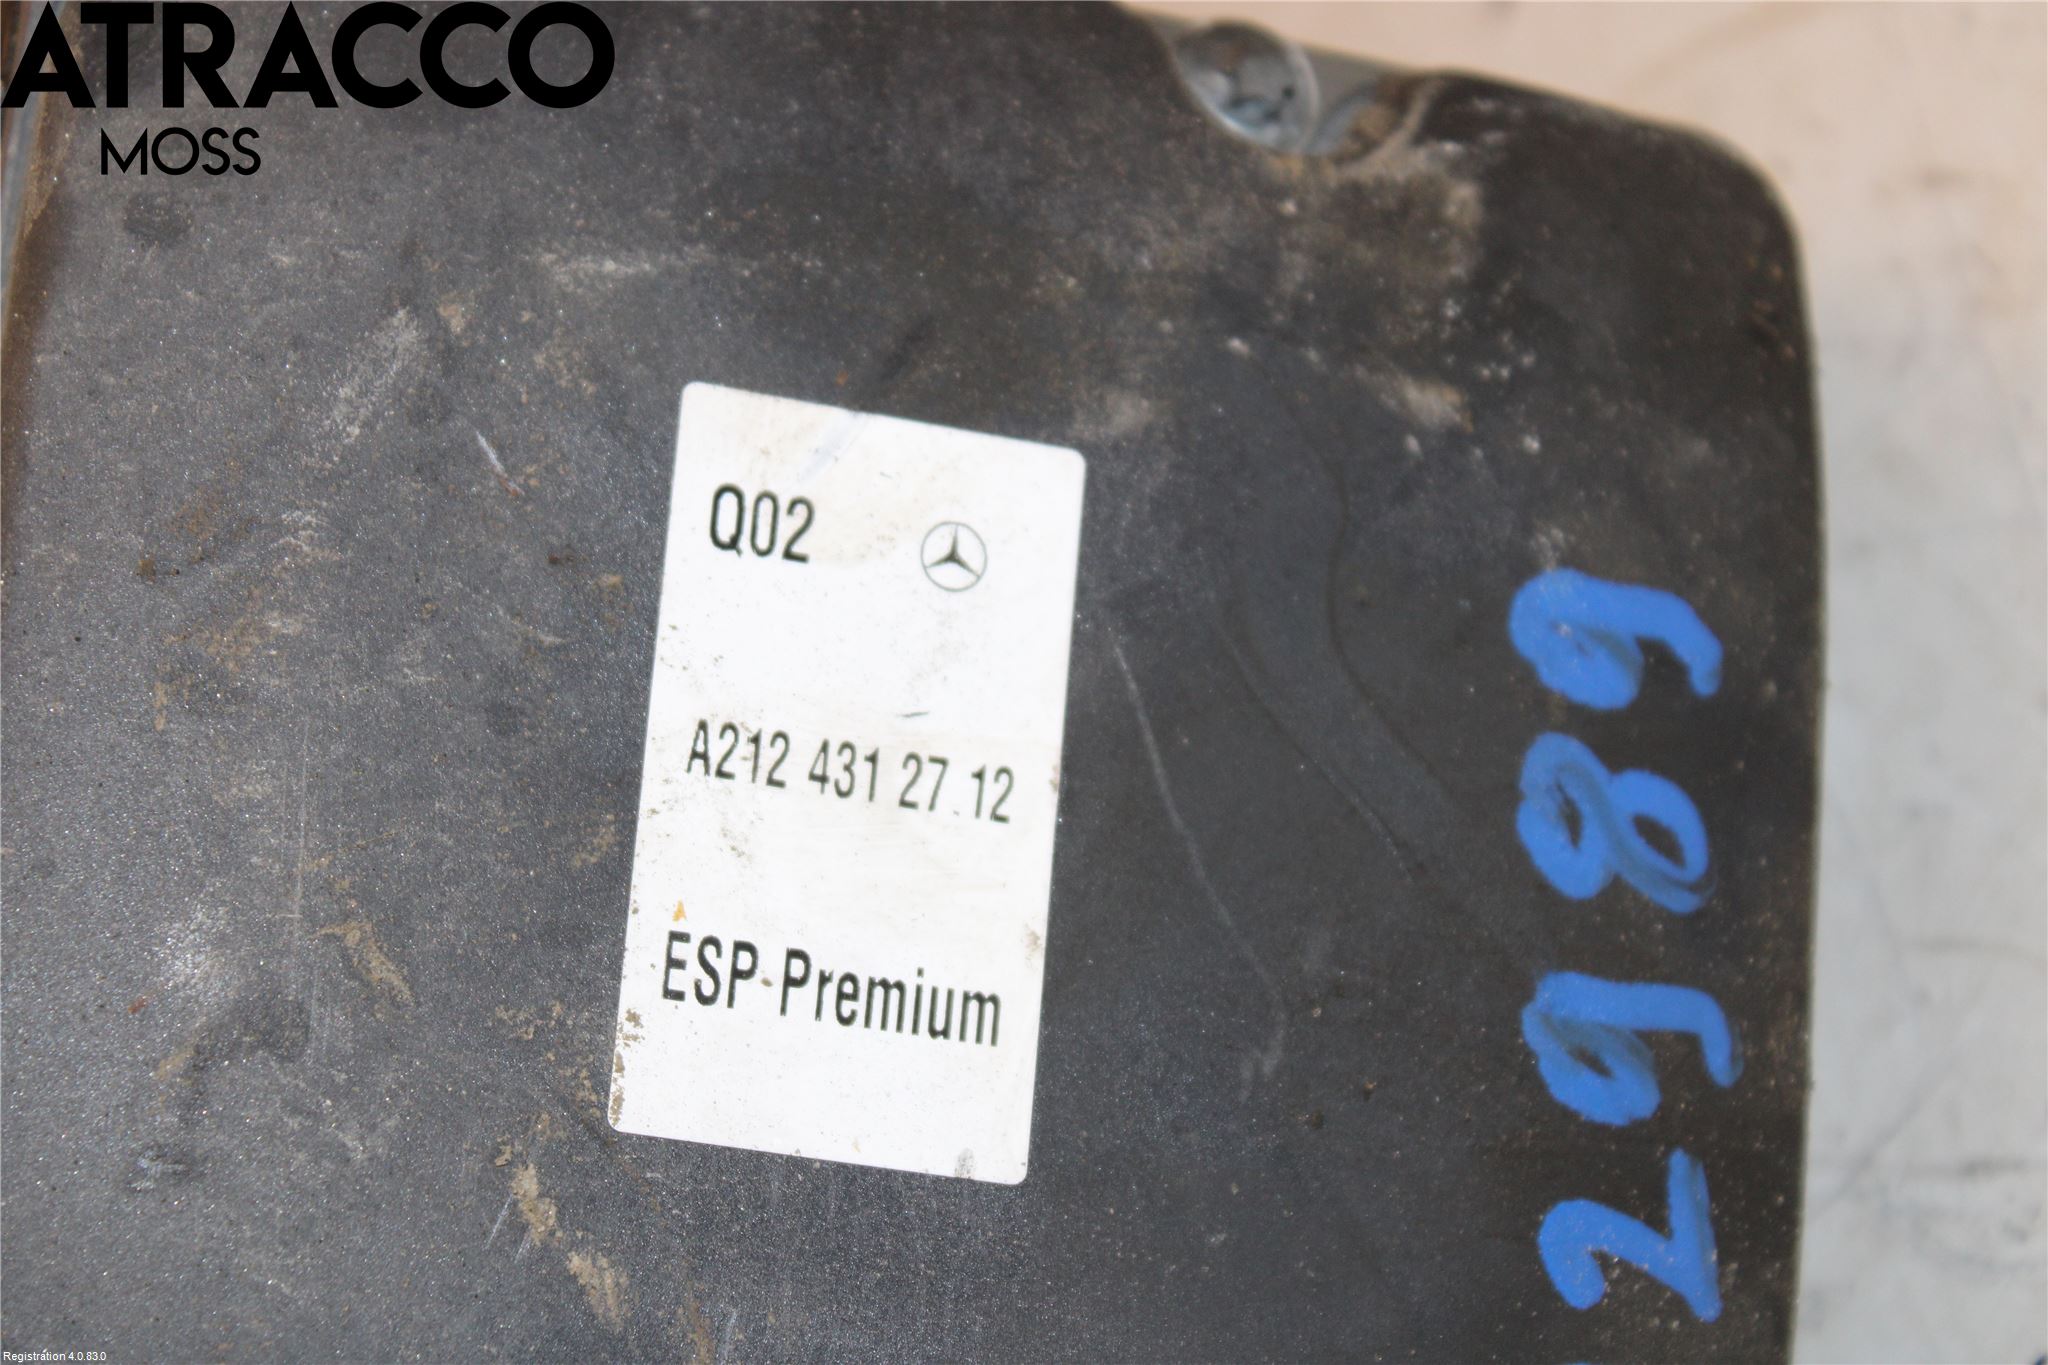 ATRACCO
MOSS
Q02
A212 431 27 12
ESP Premium
2989
Registration 4.0.83.0